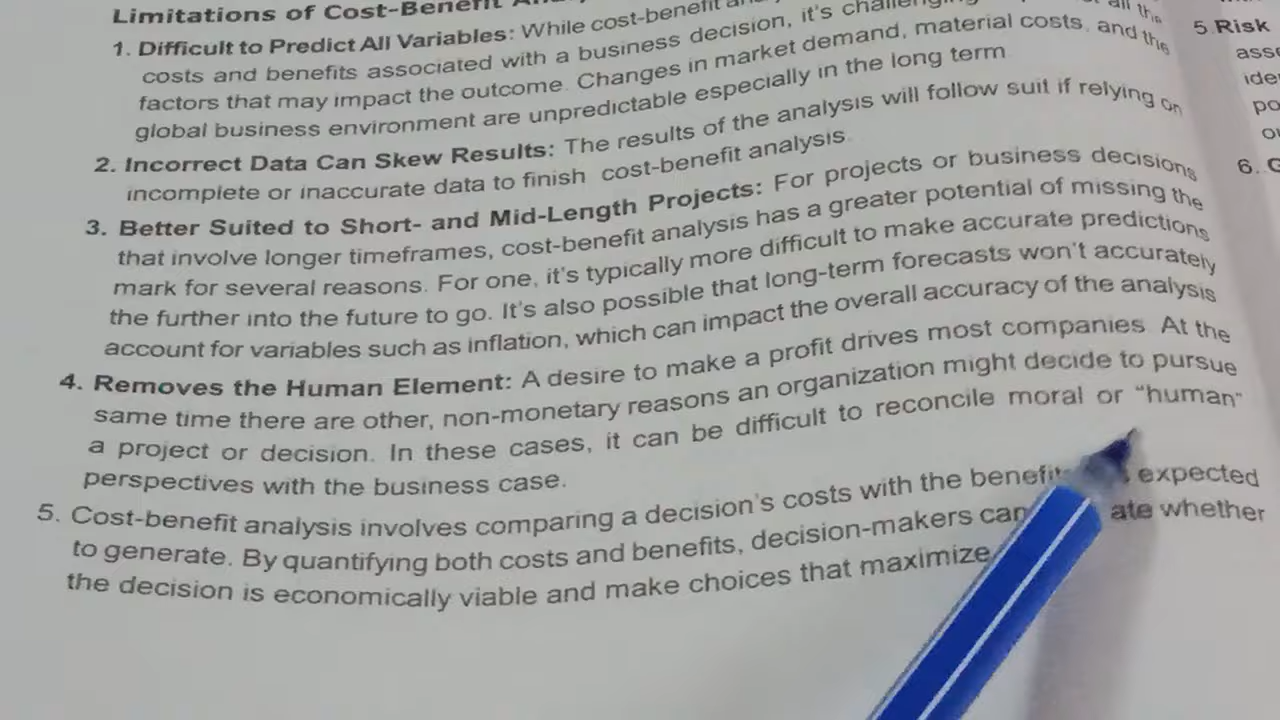 Limitations of Cost-Benefit
1. Difficult to Predict All Variables: While cost-benefit
costs and benefits associated with a business decision, it's challenging all the
factors that may impact the outcome. Changes in market demand, material costs, and the
global business environment are unpredictable especially in the long term
2. Incorrect Data Can Skew Results: The results of the analysis will follow suit if relying on
incomplete or inaccurate data to finish cost-benefit analysis.
3. Better Suited to Short- and Mid-Length Projects: For projects or business decisions
that involve longer timeframes, cost-benefit analysis has a greater potential of missing the
mark for several reasons. For one, it's typically more difficult to make accurate predictions
the further into the future to go. It's also possible that long-term forecasts won't accurately
account for variables such as inflation, which can impact the overall accuracy of the analysis
4. Removes the Human Element: A desire to make a profit drives most companies. At the
same time there are other, non-monetary reasons an organization might decide to pursue
a project or decision. In these cases, it can be difficult to reconcile moral or "human"
perspectives with the business case.
5. Cost-benefit analysis involves comparing a decision's costs with the benefit expected
to generate. By quantifying both costs and benefits, decision-makers can whether
the decision is economically viable and make choices that maximize
5 Risk
6.